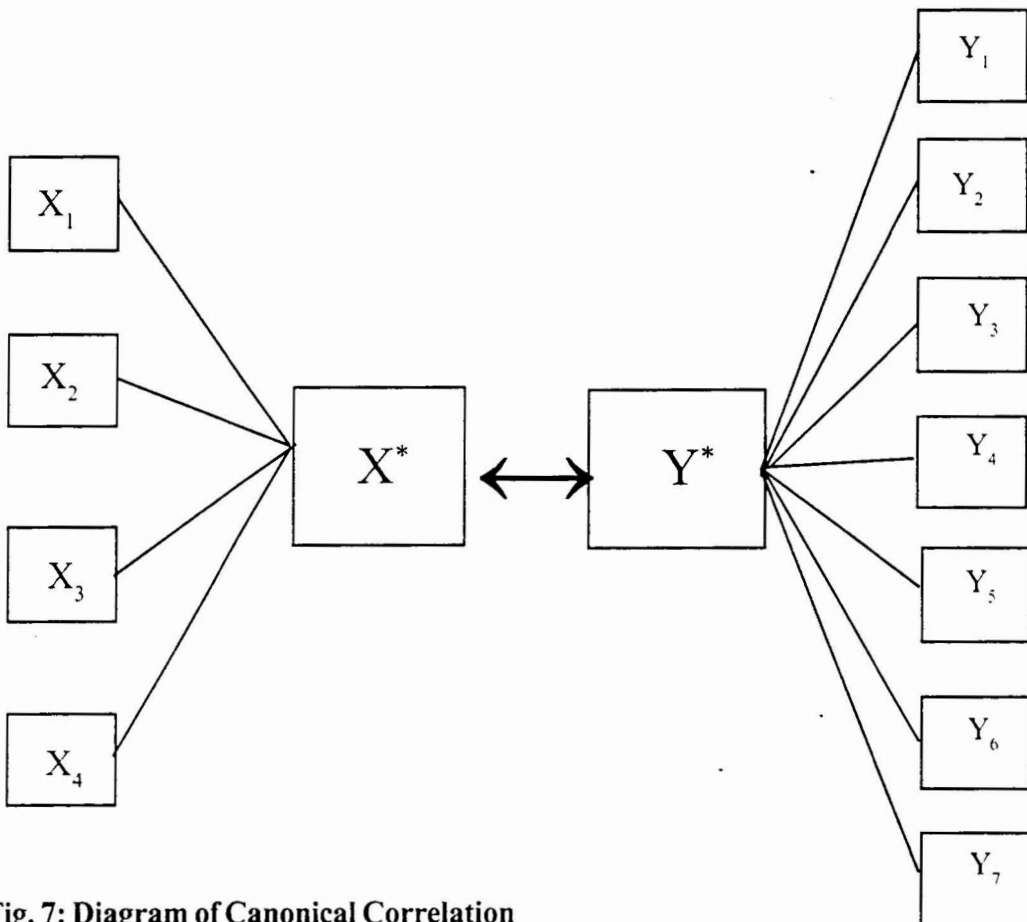 Y₁
X₁
Y₂
Y₃
X₂
X* Y*
Y₄
X₃
Y₅
Y₆
X₄
Y₇
ig. 7: Diagram of Canonical Correlation